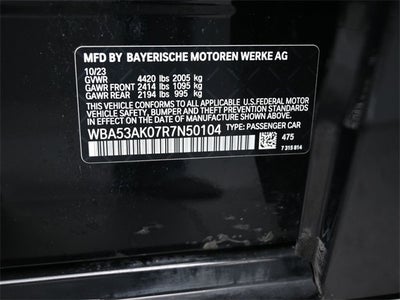 MFD BY BAYERISCHE MOTOREN WERKE AG
10/23
GVWR 4420 lbs 2005 kg
GAWR FRONT 2414 lbs 1095 kg
GAWR REAR 2194 lbs 995 kg
THIS VEHICLE CONFORMS TO ALL APPLICABLE U.S. FEDERAL MOTOR
VEHICLE SAFETY, BUMPER AND THEFT PREVENTION STANDARDS IN
EFFECT ON THE DATE OF MANUFACTURE SHOWN ABOVE.
WBA53AK07R7N50104 TYPE: PASSENGER CAR
475
7 315 814